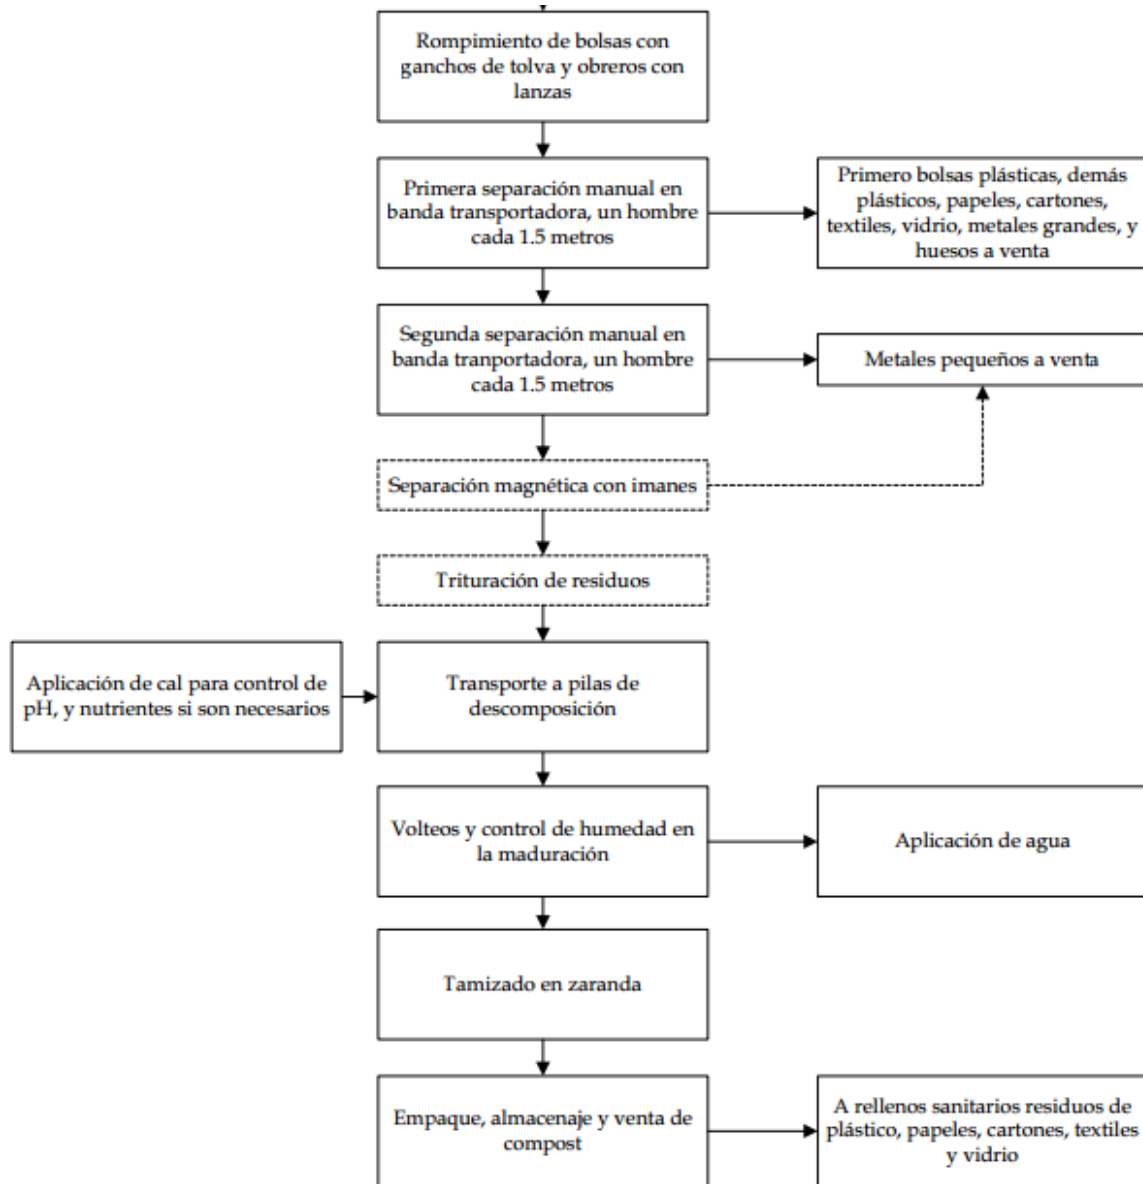 Rompimiento de bolsas con
ganchos de tolva y obreros con
lanzas
Primera separación manual en
banda transportadora, un hombre
cada 1.5 metros
Primero bolsas plásticas, demás
plásticos, papeles, cartones,
textiles, vidrio, metales grandes, y
huesos a venta
Segunda separación manual en
banda tranportadora, un hombre
cada 1.5 metros
Metales pequeños a venta
Separación magnética con imanes
Trituración de residuos
Aplicación de cal para control de
pH, y nutrientes si son necesarios
Transporte a pilas de
descomposición
Volteos y control de humedad en
la maduración
Aplicación de agua
Tamizado en zaranda
Empaque, almacenaje y venta de
compost
A rellenos sanitarios residuos de
plástico, papeles, cartones, textiles
y vidrio